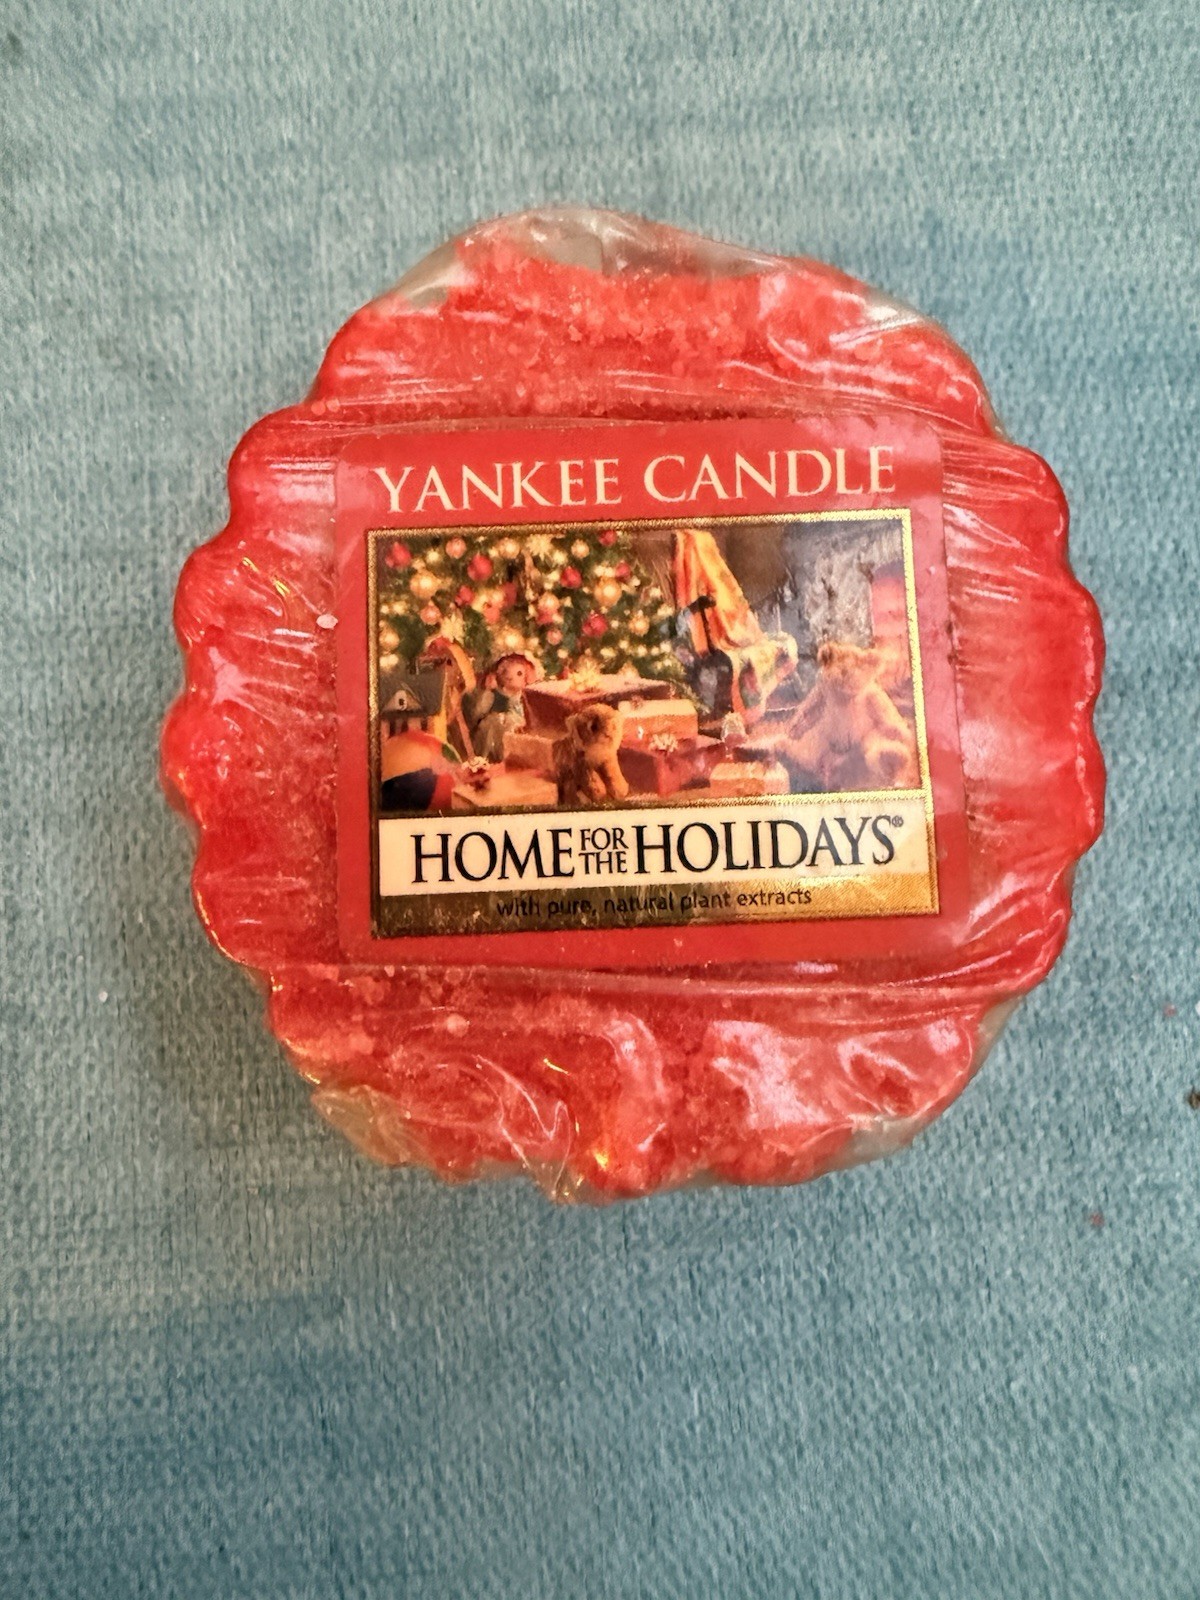 YANKEE CANDLE
HOME FOR THE HOLIDAYS®
with pure, natural plant extracts